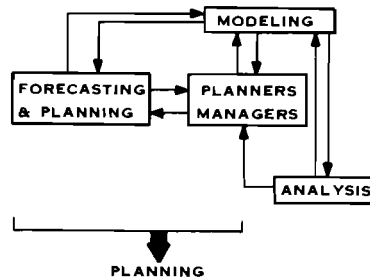 MODELING
FORECASTING
& PLANNING
PLANNERS
MANAGERS
ANALYSIS
PLANNING